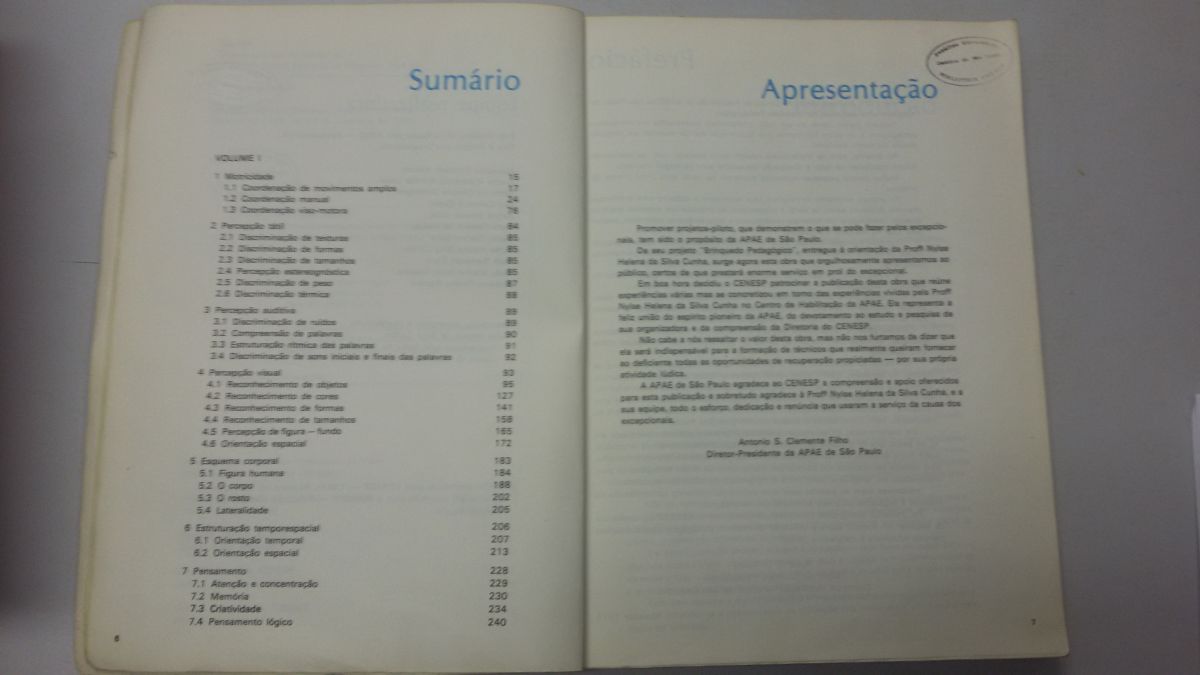 Sumário
VOLUME I
1 Motricidade 15
1.1 Coordenação de movimentos amplos 17
1.2 Coordenação manual 24
1.3 Coordenação viso-motora 76
2 Percepção tátil 84
2.1 Discriminação de texturas 85
2.2 Discriminação de formas 85
2.3 Discriminação de tamanhos 85
2.4 Percepção estereognóstica 85
2.5 Discriminação de peso 87
2.6 Discriminação térmica 88
3 Percepção auditiva 88
3.1 Discriminação de ruídos 89
3.2 Compreensão de palavras 90
3.3 Estruturação rítmica das palavras 91
3.4 Discriminação de sons iniciais e finais das palavras 92
4 Percepção visual 93
4.1 Reconhecimento de objetos 95
4.2 Reconhecimento de cores 127
4.3 Reconhecimento de formas 141
4.4 Reconhecimento de tamanhos 158
4.5 Percepção de figura — fundo 165
4.6 Orientação espacial 172
5 Esquema corporal 183
5.1 Figura humana 184
5.2 O corpo 188
5.3 O rosto 202
5.4 Lateralidade 205
6 Estruturação temporespacial 206
6.1 Orientação temporal 207
6.2 Orientação espacial 213
7 Pensamento 228
7.1 Atenção e concentração 229
7.2 Memória 230
7.3 Criatividade 234
7.4 Pensamento lógico 240
6
Apresentação
Promover projetos-piloto, que demonstrem o que se pode fazer pelos excepcio-
nais, tem sido o propósito da APAE de São Paulo.
De seu projeto "Brinquedo Pedagógico", entregue à orientação da Profª Nylse
Helena da Silva Cunha, surge agora esta obra que orgulhosamente apresentamos ao
público, certos de que prestará enorme serviço em prol do excepcional.
Em boa hora decidiu o CENESP patrocinar a publicação desta obra que reúne
experiências várias mas se concretizou em torno das experiências vividas pela Profª
Nylse Helena da Silva Cunha no Centro de Habilitação da APAE. Ela representa a
feliz união do espírito pioneiro da APAE, do devotamento ao estudo e pesquisa de
sua organizadora e da compreensão da Diretoria do CENESP.
Não cabe a nós ressaltar o valor desta obra, mas não nos furtamos de dizer que
ela será indispensável para a formação de técnicos que realmente queiram fornecer
ao deficiente todas as oportunidades de recuperação propiciadas — por sua própria
atividade lúdica.
A APAE de São Paulo agradece ao CENESP a compreensão e apoio oferecidos
para esta publicação e sobretudo agradece à Profª Nylse Helena da Silva Cunha, e a
sua equipe, todo o esforço, dedicação e renúncia que usaram a serviço da causa dos
excepcionais.
Antonio S. Clemente Filho
Diretor-Presidente da APAE de São Paulo
7